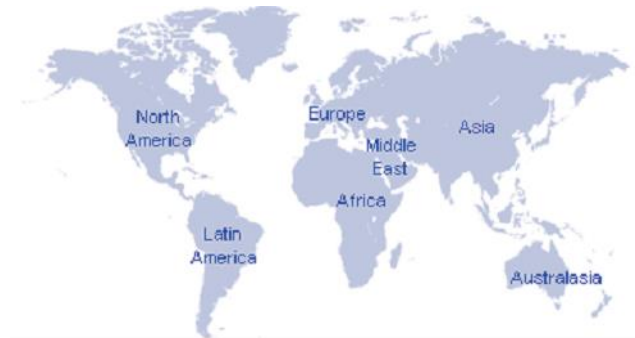 North
America
Europe
Asia
Middle
East
Africa
Latin
America
Australasia